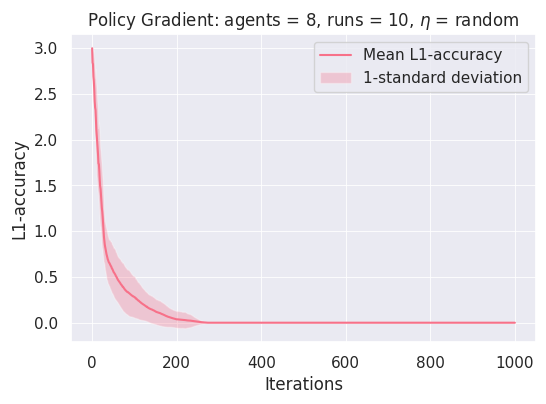 Policy Gradient: agents = 8, runs = 10, η = random
Mean L1-accuracy
1-standard deviation
L1-accuracy
3.0
2.5
2.0
1.5
1.0
0.5
0.0
0 200 400 600 800 1000
Iterations